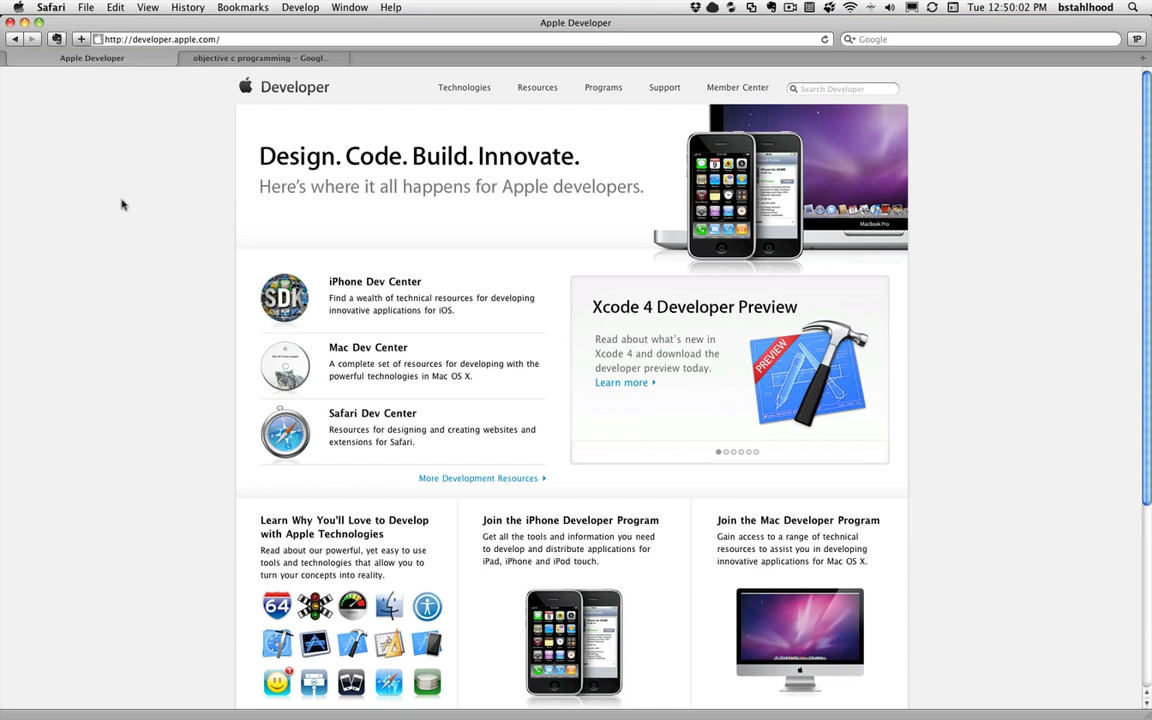 Safari File Edit View History Bookmarks Develop Window Help Tue 12:50:02 PM bstahlhood
Apple Developer
http://developer.apple.com/ Google 1P
Apple Developer objective c programming – Googl...
Developer Technologies Resources Programs Support Member Center Search Developer
Design. Code. Build. Innovate.
Here's where it all happens for Apple developers.
MacBook Pro
SDK
iPhone Dev Center
Find a wealth of technical resources for developing
innovative applications for iOS.
Mac Dev Center
A complete set of resources for developing with the
powerful technologies in Mac OS X.
Safari Dev Center
Resources for designing and creating websites and
extensions for Safari.
More Development Resources
Xcode 4 Developer Preview
Read about what's new in
Xcode 4 and download the
developer preview today.
Learn more
PREVIEW
Learn Why You'll Love to Develop
with Apple Technologies
Read about our powerful, yet easy to use
tools and technologies that allow you to
turn your concepts into reality.
64
1
Join the iPhone Developer Program
Get all the tools and information you need
to develop and distribute applications for
iPad, iPhone and iPod touch.
Join the Mac Developer Program
Gain access to a range of technical
resources to assist you in developing
innovative applications for Mac OS X.